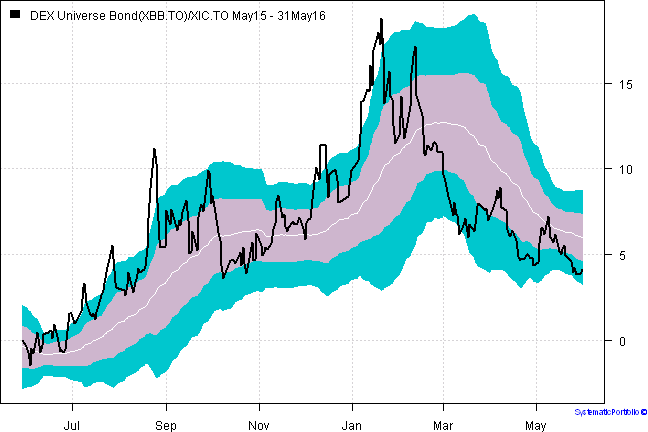 DEX Universe Bond(XBB.TO)/XIC.TO May15 - 31May16
15
10
5
0
Jul
Sep
Nov
Jan
Mar
May
SystematicPortfolio ©